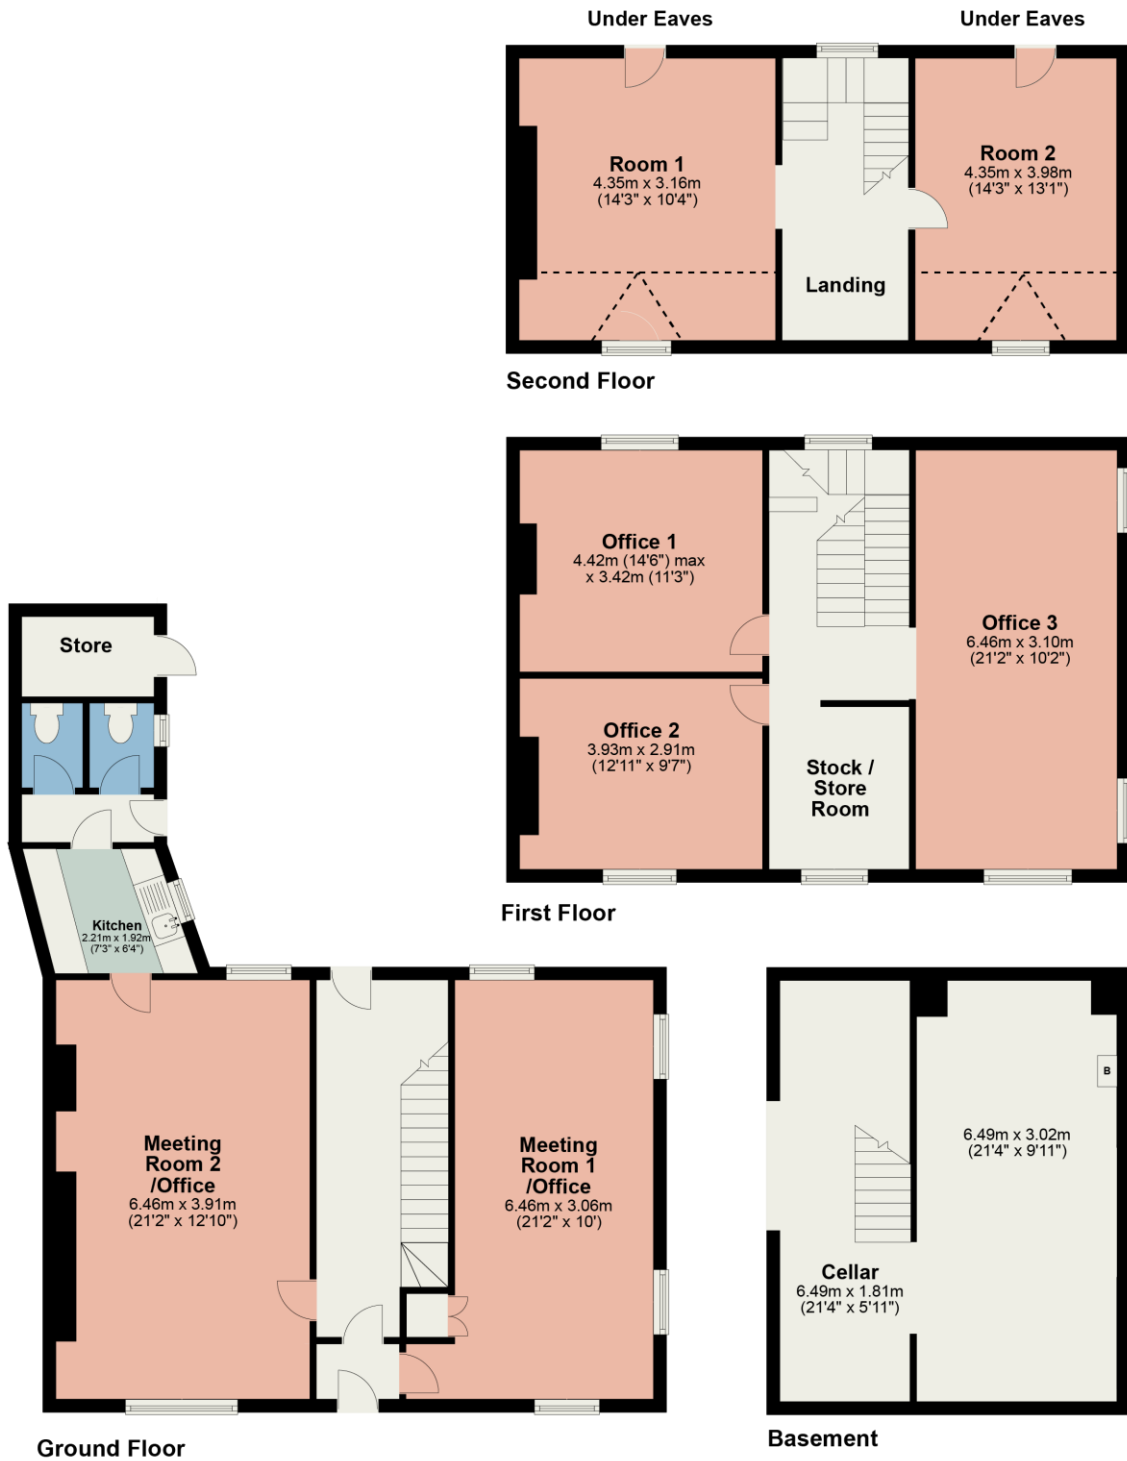 Under Eaves
Under Eaves
Room 1
4.35m x 3.16m
(14'3" x 10'4")
Room 2
4.35m x 3.98m
(14'3" x 13'1")
Landing
Second Floor
Office 1
4.42m (14'6") max
x 3.42m (11'3")
Office 2
3.93m x 2.91m
(12'11" x 9'7")
Office 3
6.46m x 3.10m
(21'2" x 10'2")
Stock /
Store
Room
First Floor
Store
Kitchen
2.21m x 1.92m
(7'3" x 6'4")
Meeting
Room 2
/Office
6.46m x 3.91m
(21'2" x 12'10")
Meeting
Room 1
/Office
6.46m x 3.06m
(21'2" x 10')
Ground Floor
B
6.49m x 3.02m
(21'4" x 9'11")
Cellar
6.49m x 1.81m
(21'4" x 5'11")
Basement